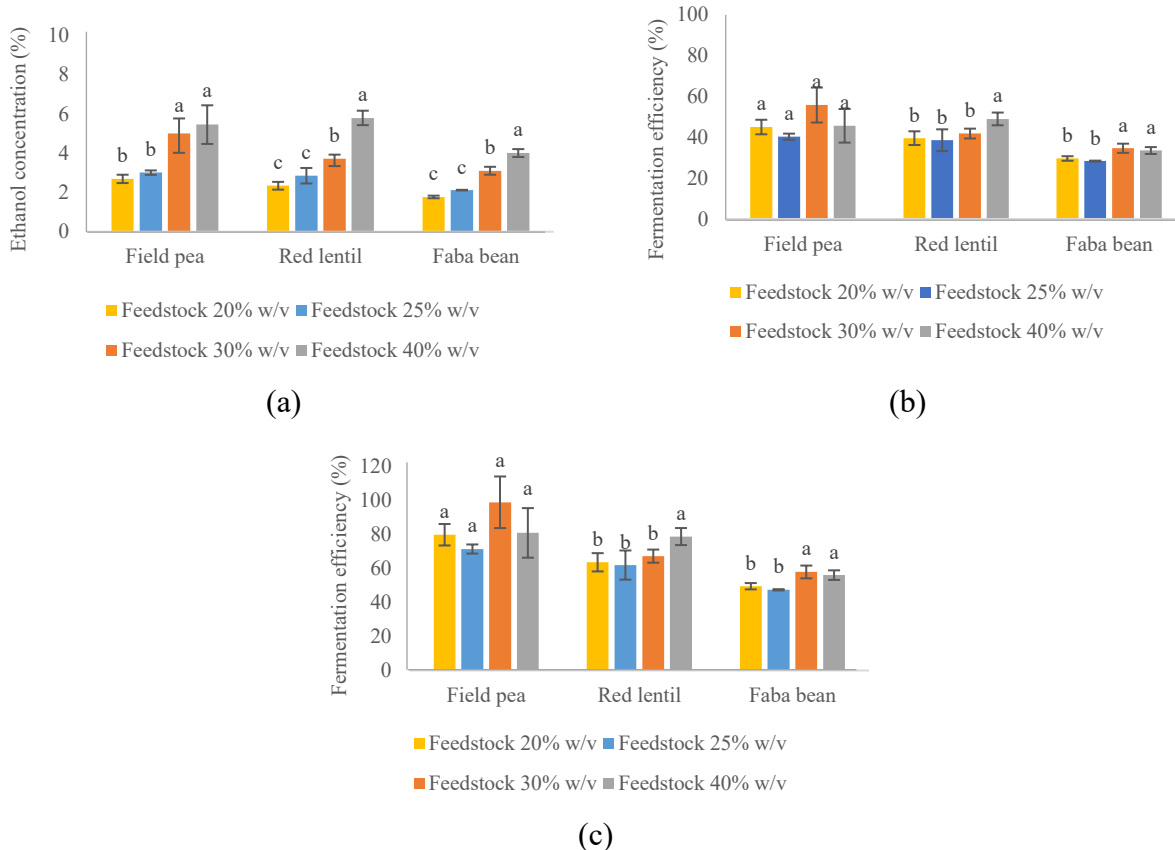 Ethanol concentration (%)
10
8
6
4
2
0
b b a a
c c b a
c c b a
Field pea Red lentil Faba bean
Feedstock 20% w/v Feedstock 25% w/v
Feedstock 30% w/v Feedstock 40% w/v
(a)
Fermentation efficiency (%)
100
80
60
40
20
0
a a a a
b b b a
b b a a
Field pea Red lentil Faba bean
Feedstock 20% w/v Feedstock 25% w/v
Feedstock 30% w/v Feedstock 40% w/v
(b)
Fermentation efficiency (%)
120
100
80
60
40
20
0
a a a a
b b b a
b b a a
Field pea Red lentil Faba bean
Feedstock 20% w/v Feedstock 25% w/v
Feedstock 30% w/v Feedstock 40% w/v
(c)